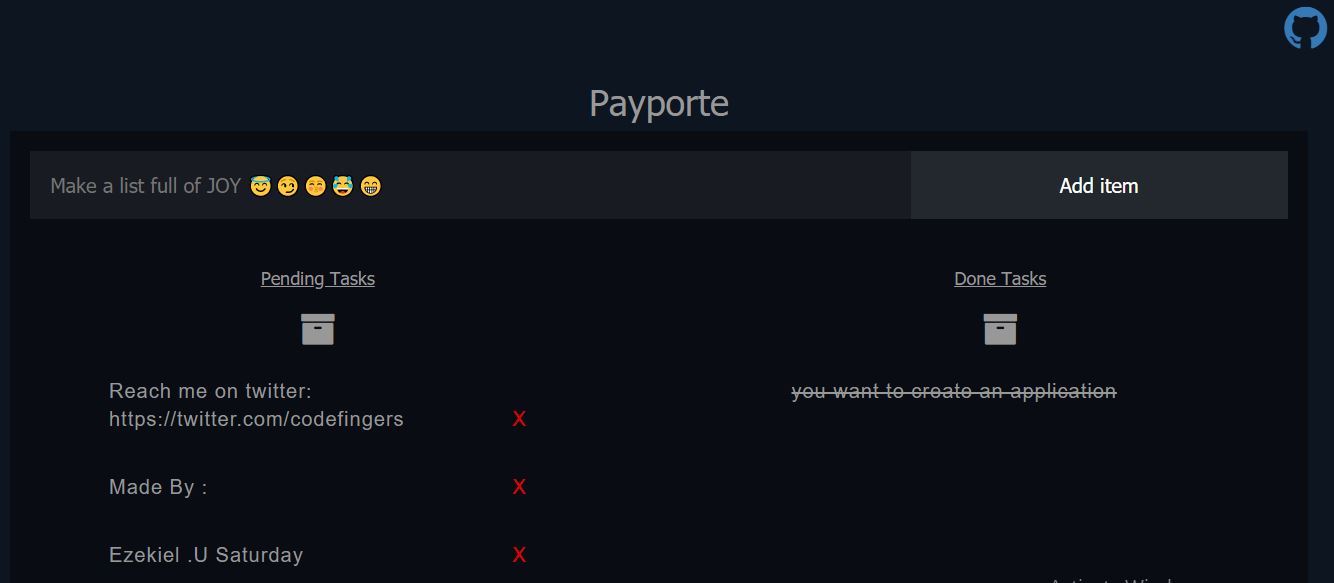 Payporte
Make a list full of JOY 😇😏😚😂😁
Add item
Pending Tasks
Done Tasks
Reach me on twitter:
https://twitter.com/codefingers
X
you want to create an application
Made By :
X
Ezekiel .U Saturday
X